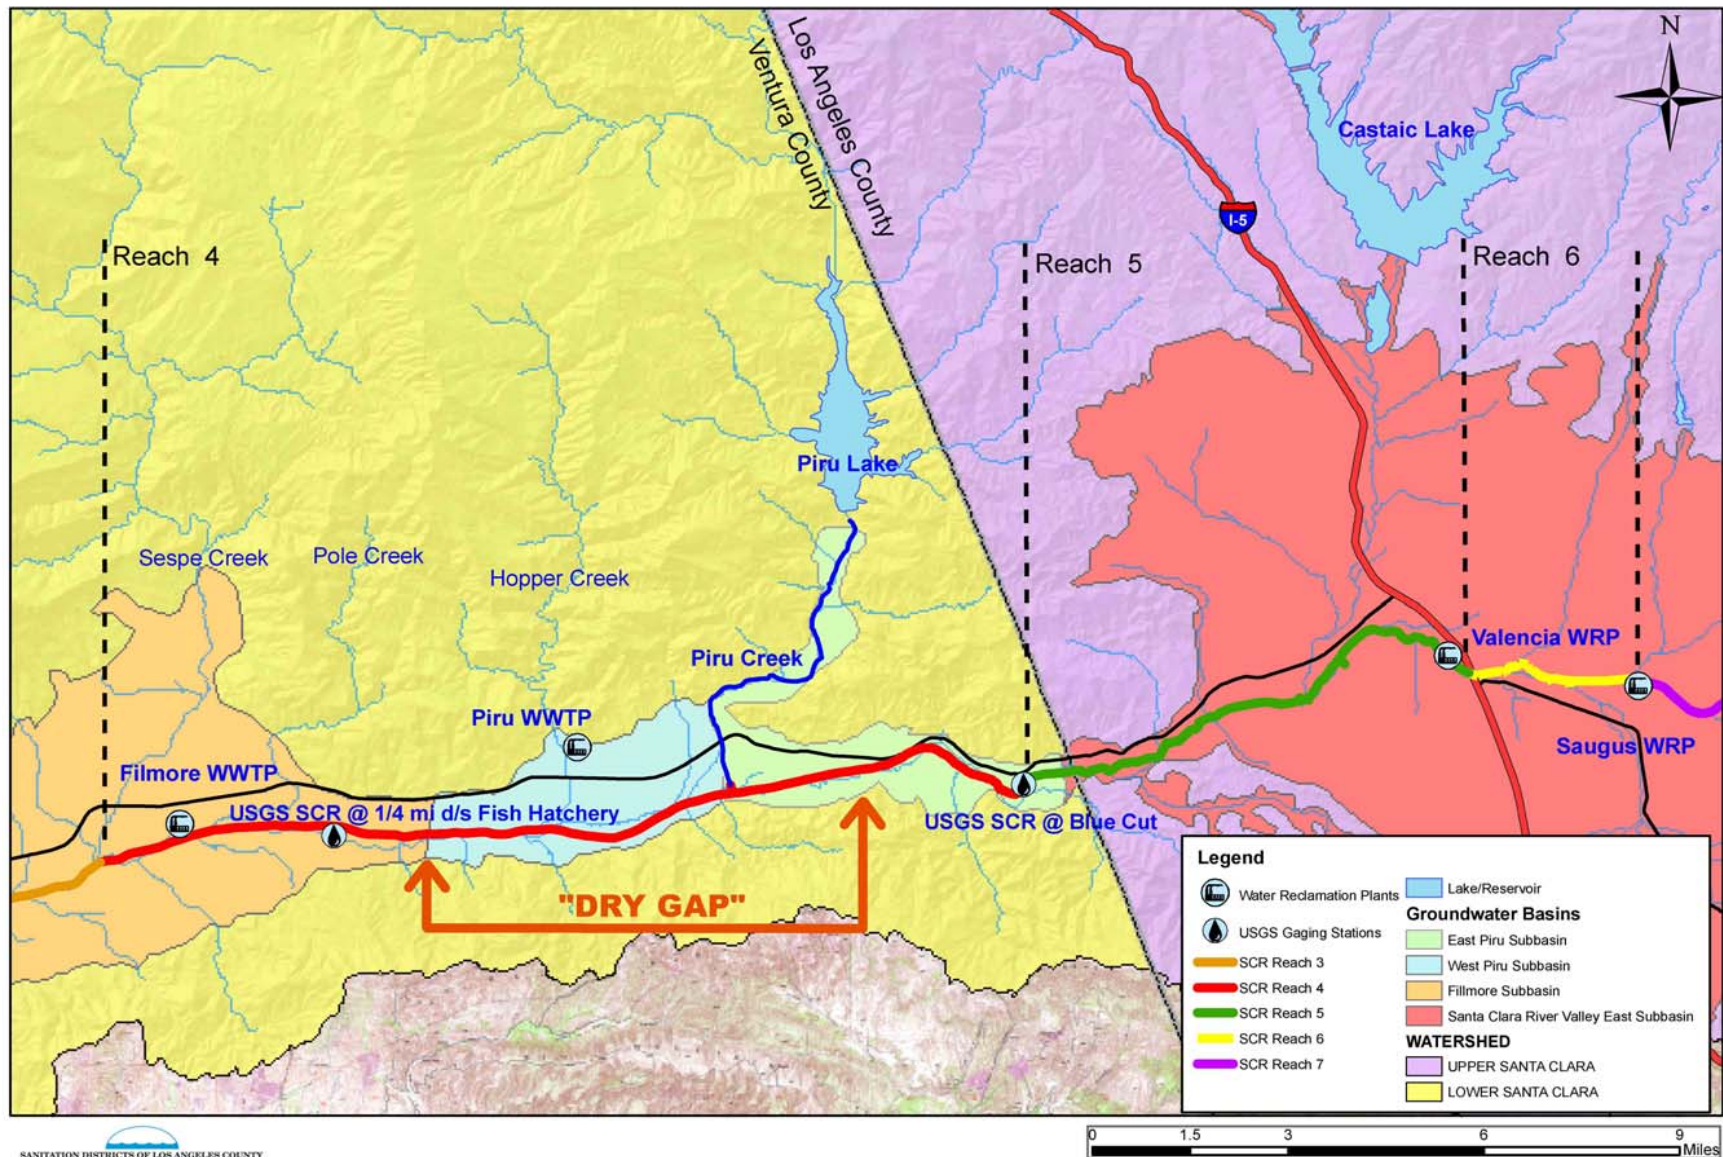 N
Los Angeles County
Ventura County
Castaic Lake
I-5
Reach 4
Reach 5
Reach 6
Piru Lake
Sespe Creek
Pole Creek
Hopper Creek
Piru Creek
Valencia WRP
Piru WWTP
Saugus WRP
Filmore WWTP
USGS SCR @ 1/4 mi d/s Fish Hatchery
USGS SCR @ Blue Cut
"DRY GAP"
Legend
Water Reclamation Plants
USGS Gaging Stations
SCR Reach 3
SCR Reach 4
SCR Reach 5
SCR Reach 6
SCR Reach 7
Lake/Reservoir
Groundwater Basins
East Piru Subbasin
West Piru Subbasin
Fillmore Subbasin
Santa Clara River Valley East Subbasin
WATERSHED
UPPER SANTA CLARA
LOWER SANTA CLARA
0 1.5 3 6 9
Miles
SANITATION DISTRICTS OF LOS ANGELES COUNTY